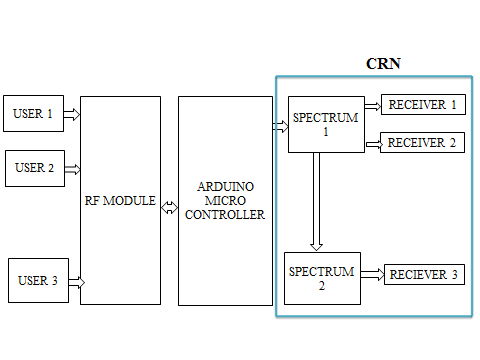 CRN
USER 1
USER 2
USER 3
RF MODULE
ARDUINO
MICRO
CONTROLLER
SPECTRUM
1
RECEIVER 1
RECEIVER 2
SPECTRUM
2
RECIEVER 3